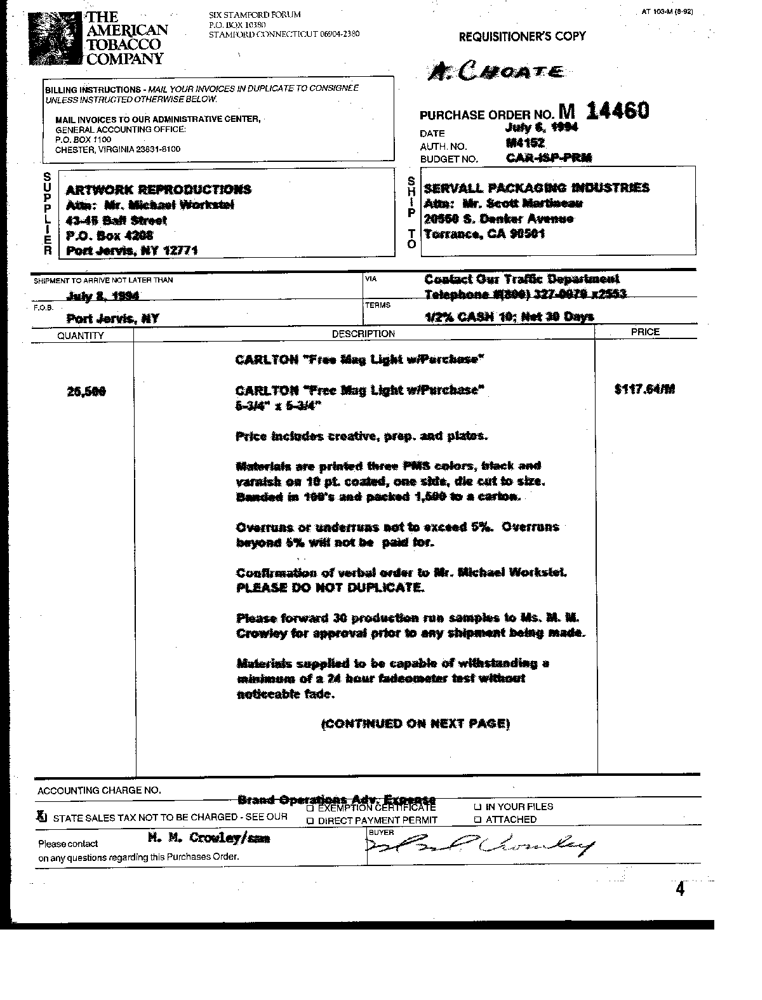 AT 103-M (8-92)
THE
AMERICAN
TOBACCO
COMPANY
SIX STAMFORD FORUM
P.O. BOX 10380
STAMFORD CONNECTICUT 06904-2380
REQUISITIONER'S COPY
A. CHOATE
BILLING INSTRUCTIONS - MAIL YOUR INVOICES IN DUPLICATE TO CONSIGNEE
UNLESS INSTRUCTED OTHERWISE BELOW.
MAIL INVOICES TO OUR ADMINISTRATIVE CENTER,
GENERAL ACCOUNTING OFFICE:
P.O. BOX 1100
CHESTER, VIRGINIA 23831-8100
PURCHASE ORDER NO. M 14460
DATE July 6, 1994
AUTH. NO. M4152
BUDGET NO. CAR-ISP-PRM
SUPPLIER
ARTWORK REPRODUCTIONS
Attn: Mr. Michael Workstel
43-45 Ball Street
P.O. Box 4208
Port Jervis, NY 12771
SHIP TO
SERVALL PACKAGING INDUSTRIES
Attn: Mr. Scott Martineau
20550 S. Denker Avenue
Torrance, CA 90501
SHIPMENT TO ARRIVE NOT LATER THAN
July 8, 1994
VIA
Contact Our Traffic Department
Telephone #(800) 327-0070 x2553
F.O.B.
Port Jervis, NY
TERMS
1/2% CASH 10; Net 30 Days
QUANTITY DESCRIPTION PRICE
CARLTON "Free Mag Light w/Purchase"
25,500 CARLTON "Free Mag Light w/Purchase" $117.64/M
5-3/4" x 5-3/4"
Price includes creative, prep. and plates.
Materials are printed three PMS colors, black and
varnish on 10 pt. coated, one side, die cut to size.
Banded in 100's and packed 1,500 to a carton.
Overruns or underruns not to exceed 5%. Overruns
beyond 5% will not be paid for.
Confirmation of verbal order to Mr. Michael Workstel.
PLEASE DO NOT DUPLICATE.
Please forward 30 production run samples to Ms. M. M.
Crowley for approval prior to any shipment being made.
Materials supplied to be capable of withstanding a
minimum of a 24 hour fadeometer test without
noticeable fade.
(CONTINUED ON NEXT PAGE)
ACCOUNTING CHARGE NO.
Brand Operations Adv. Expense
X STATE SALES TAX NOT TO BE CHARGED - SEE OUR
EXEMPTION CERTIFICATE
DIRECT PAYMENT PERMIT
IN YOUR FILES
ATTACHED
Please contact M. M. Crowley/sam
on any questions regarding this Purchases Order.
BUYER
Crowley
4